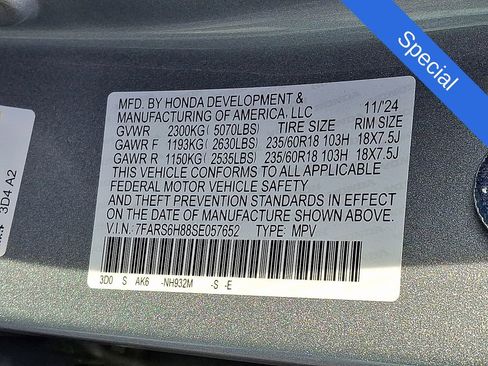 Special
MFD. BY HONDA DEVELOPMENT &
MANUFACTURING OF AMERICA, LLC 11/24
GVWR 2300KG ( 5070LBS) TIRE SIZE RIM SIZE
GAWR F 1193KG ( 2630LBS) 235/60R18 103H 18X7.5J
GAWR R 1150KG ( 2535LBS) 235/60R18 103H 18X7.5J
THIS VEHICLE CONFORMS TO ALL APPLICABLE
FEDERAL MOTOR VEHICLE SAFETY
AND THEFT PREVENTION STANDARDS IN EFFECT ON THE
DATE OF MANUFACTURE SHOWN ABOVE.
V.I.N.: 7FARS6H88SE057652 TYPE: MPV
3D0 S AK6 -NH932M -S -E
3D4 A2